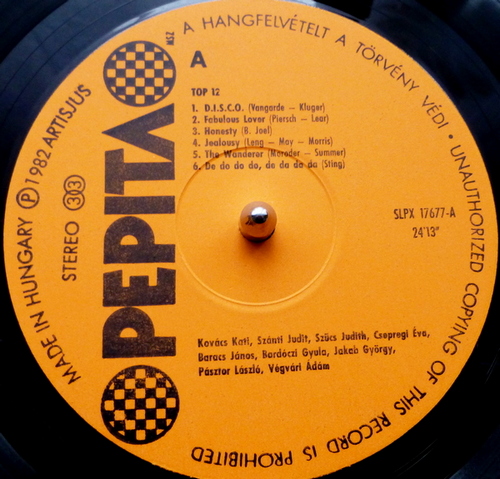 A HANGFELVÉTELT A TÖRVÉNY VÉDI • UNAUTHORIZED COPYING OF THIS RECORD IS PROHIBITED
MADE IN HUNGARY Ⓟ 1982 ARTISJUS
STEREO 33
PEPITA
MSZ
A
TOP 12
1. D.I.S.C.O. (Vangarde – Kluger)
2. Fabulous Lover (Piersch – Lear)
3. Honesty (B. Joel)
4. Jealousy (Leng – May – Morris)
5. The Wanderer (Moroder – Summer)
6. De do do do, de da da da (Sting)
SLPX 17677-A
24'13"
Kovács Kati, Szánti Judit, Szűcs Judith, Csepregi Éva,
Baracs János, Bardóczi Gyula, Jakab György,
Pásztor László, Végvári Ádám